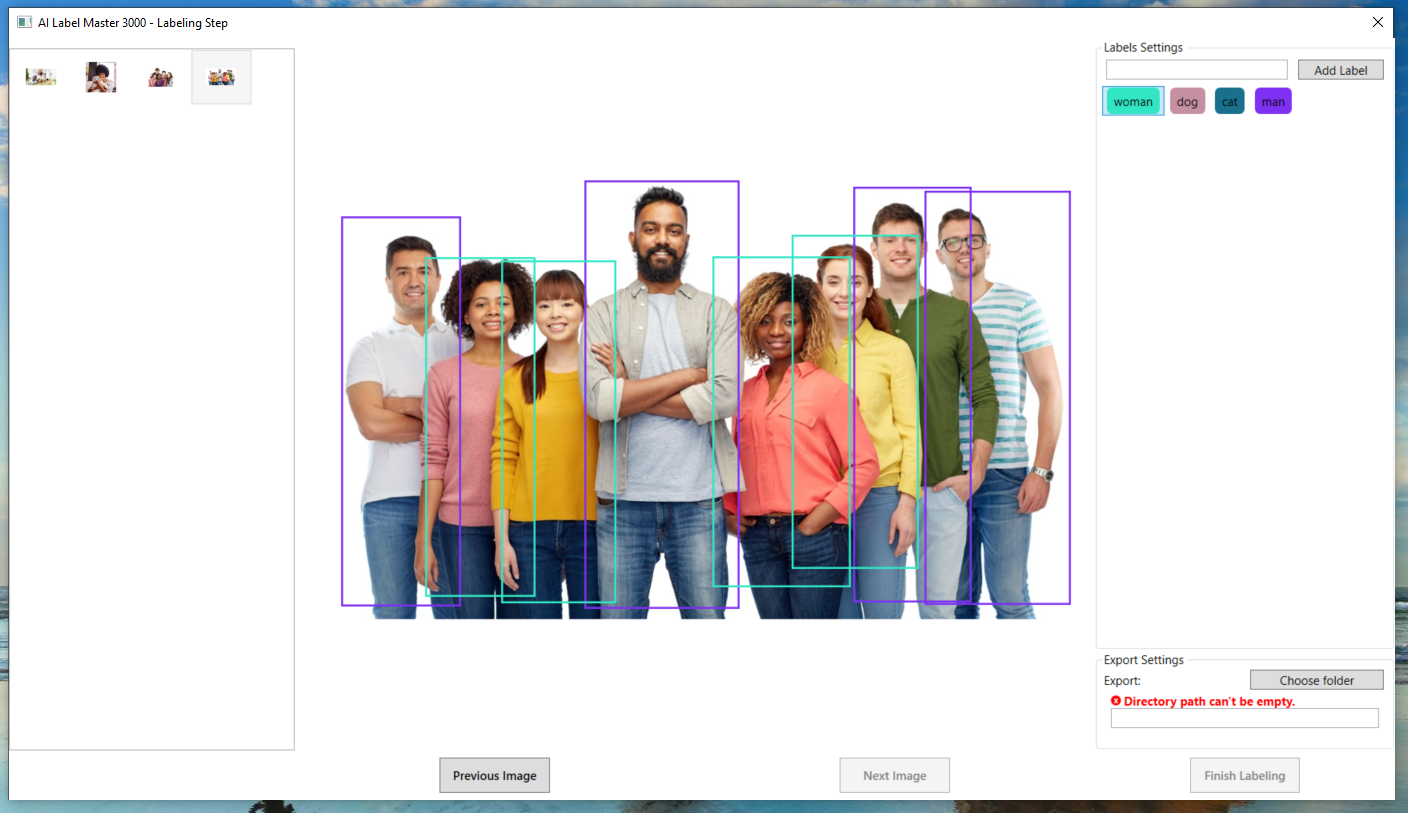 AI Label Master 3000 - Labeling Step
Labels Settings
Add Label
woman dog cat man
Export Settings
Export:
Choose folder
Directory path can't be empty.
Previous Image
Next Image
Finish Labeling